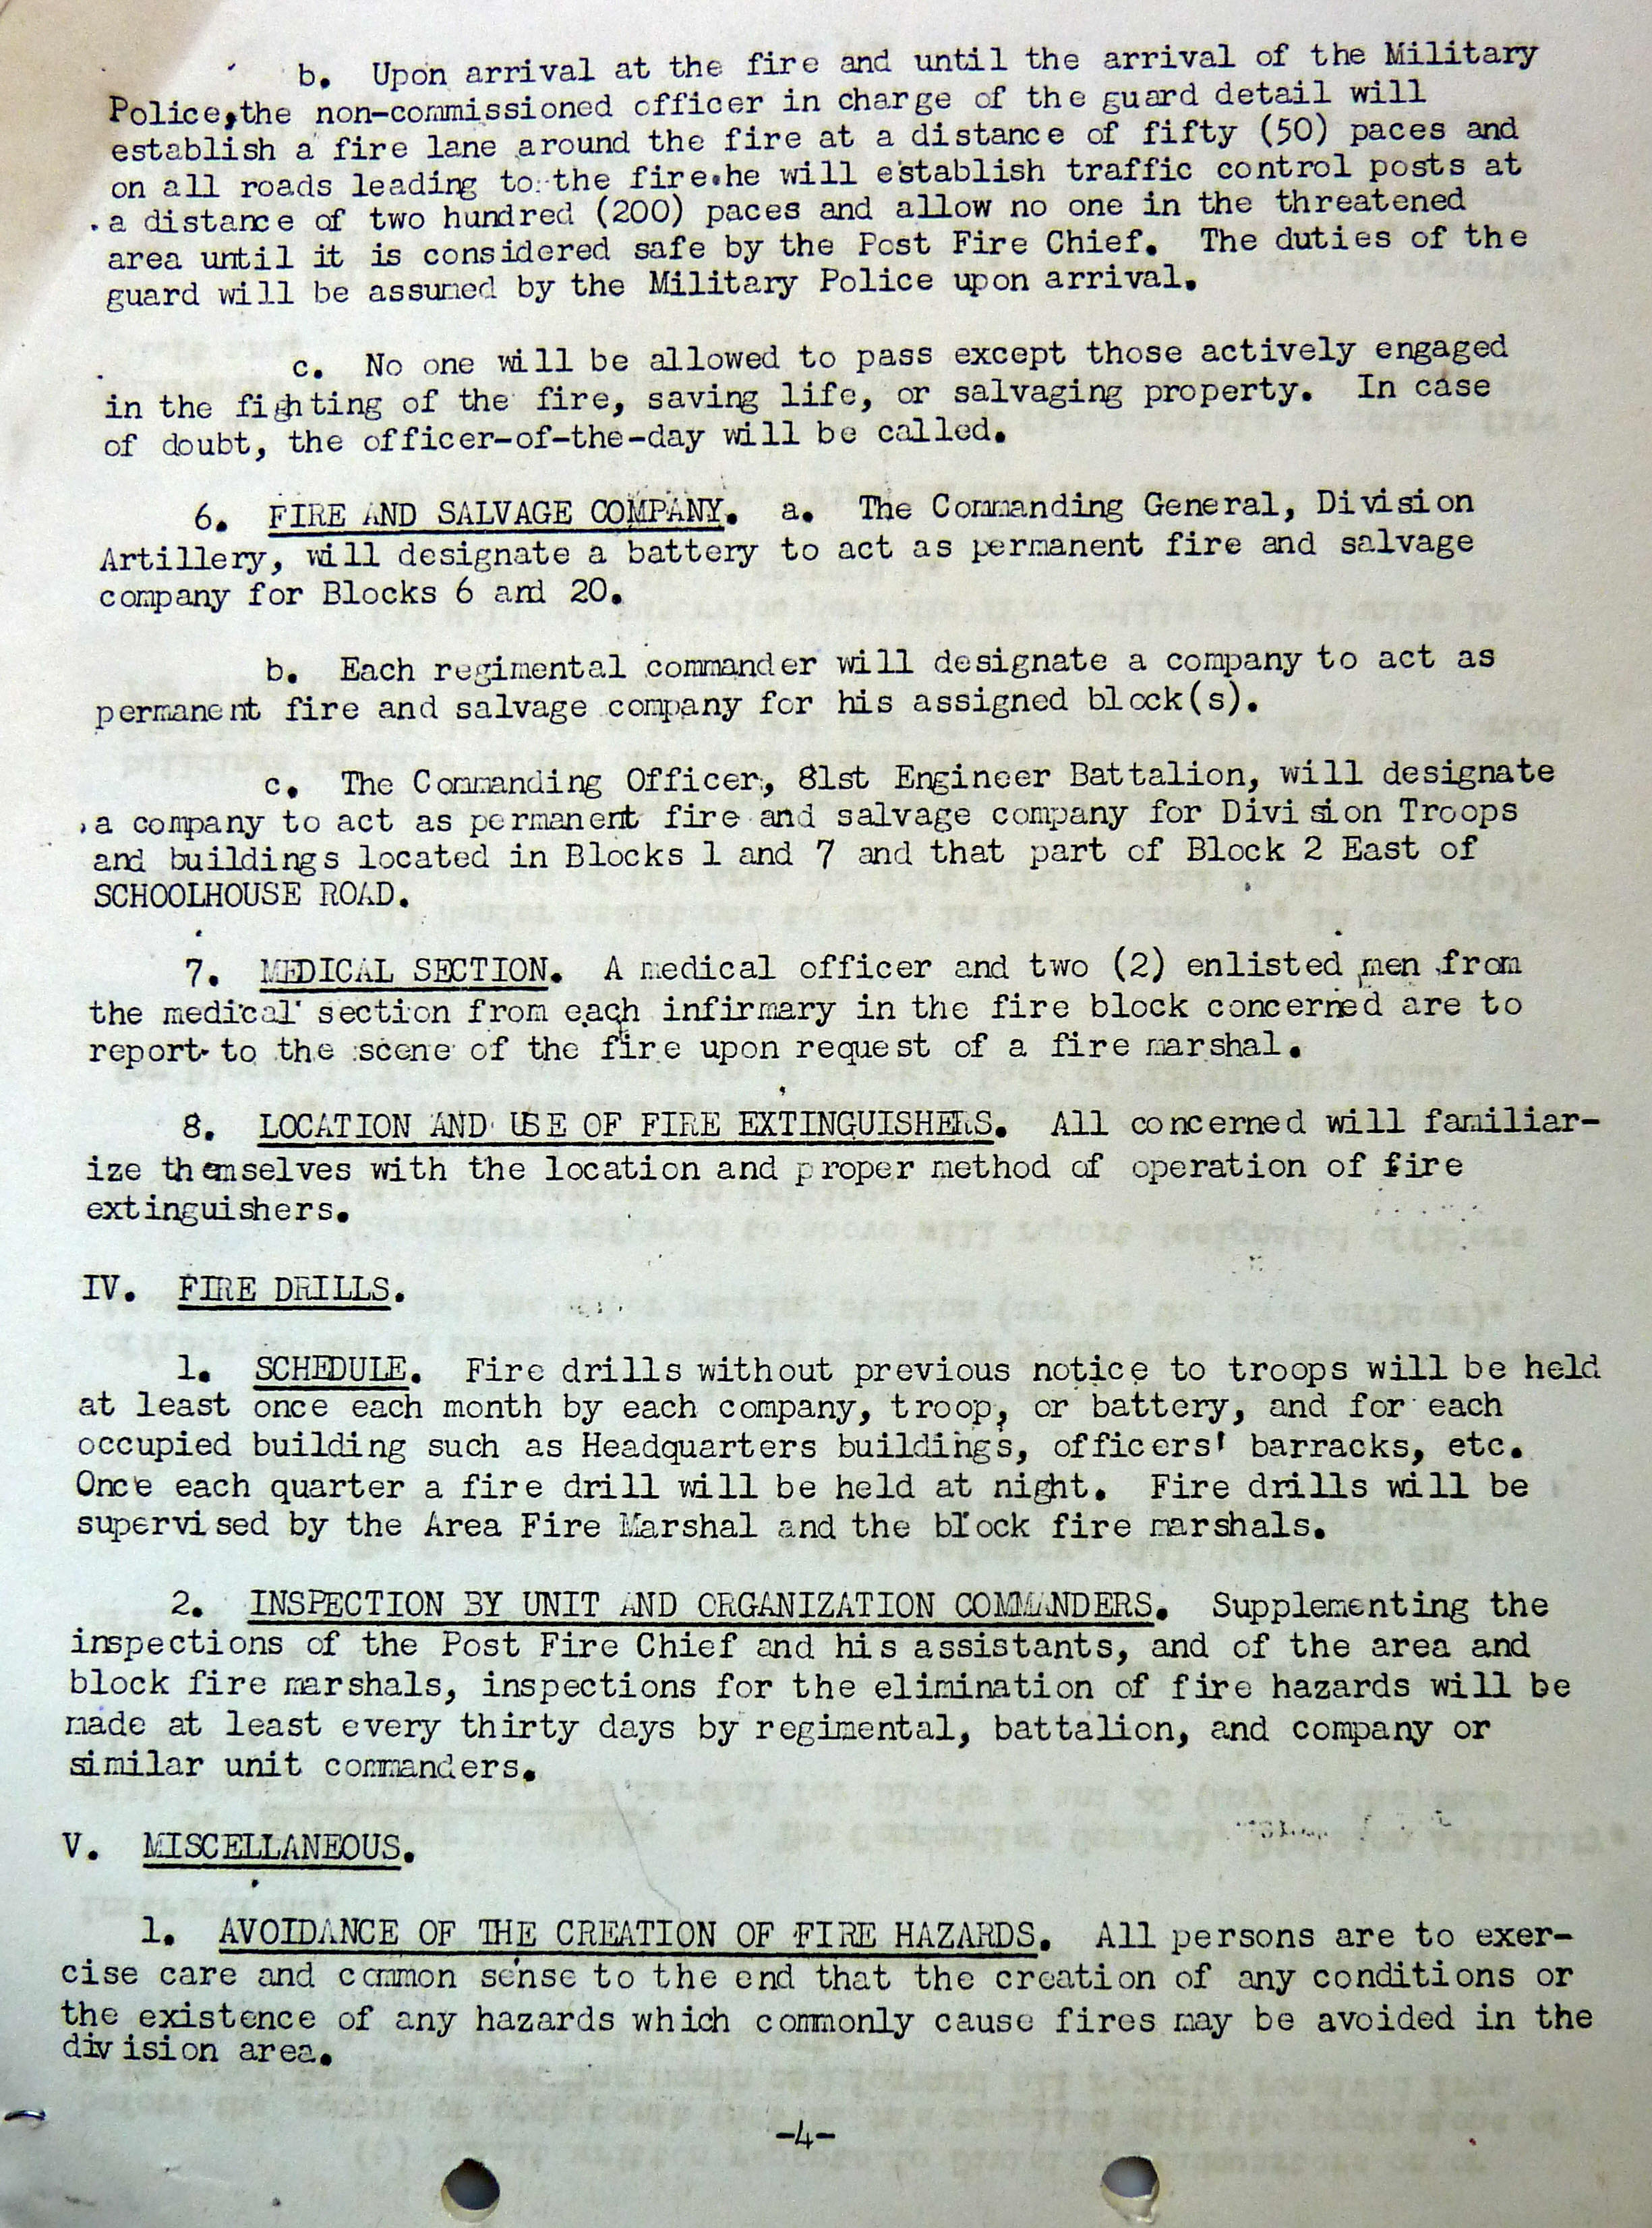 b. Upon arrival at the fire and until the arrival of the Military
Police,the non-commissioned officer in charge of the guard detail will
establish a fire lane around the fire at a distance of fifty (50) paces and
on all roads leading to the fire.he will establish traffic control posts at
a distance of two hundred (200) paces and allow no one in the threatened
area until it is considered safe by the Post Fire Chief. The duties of the
guard will be assumed by the Military Police upon arrival.
c. No one will be allowed to pass except those actively engaged
in the fighting of the fire, saving life, or salvaging property. In case
of doubt, the officer-of-the-day will be called.
6. FIRE AND SALVAGE COMPANY. a. The Commanding General, Division
Artillery, will designate a battery to act as permanent fire and salvage
company for Blocks 6 and 20.
b. Each regimental commander will designate a company to act as
permanent fire and salvage company for his assigned block(s).
c. The Commanding Officer, 81st Engineer Battalion, will designate
a company to act as permanent fire and salvage company for Division Troops
and buildings located in Blocks 1 and 7 and that part of Block 2 East of
SCHOOLHOUSE ROAD.
7. MEDICAL SECTION. A medical officer and two (2) enlisted men from
the medical section from each infirmary in the fire block concerned are to
report to the scene of the fire upon request of a fire marshal.
8. LOCATION AND USE OF FIRE EXTINGUISHERS. All concerned will familiar-
ize themselves with the location and proper method of operation of fire
extinguishers.
IV. FIRE DRILLS.
1. SCHEDULE. Fire drills without previous notice to troops will be held
at least once each month by each company, troop, or battery, and for each
occupied building such as Headquarters buildings, officers' barracks, etc.
Once each quarter a fire drill will be held at night. Fire drills will be
supervised by the Area Fire Marshal and the block fire marshals.
2. INSPECTION BY UNIT AND ORGANIZATION COMMANDERS. Supplementing the
inspections of the Post Fire Chief and his assistants, and of the area and
block fire marshals, inspections for the elimination of fire hazards will be
made at least every thirty days by regimental, battalion, and company or
similar unit commanders.
V. MISCELLANEOUS.
1. AVOIDANCE OF THE CREATION OF FIRE HAZARDS. All persons are to exer-
cise care and common sense to the end that the creation of any conditions or
the existence of any hazards which commonly cause fires may be avoided in the
division area.
-4-